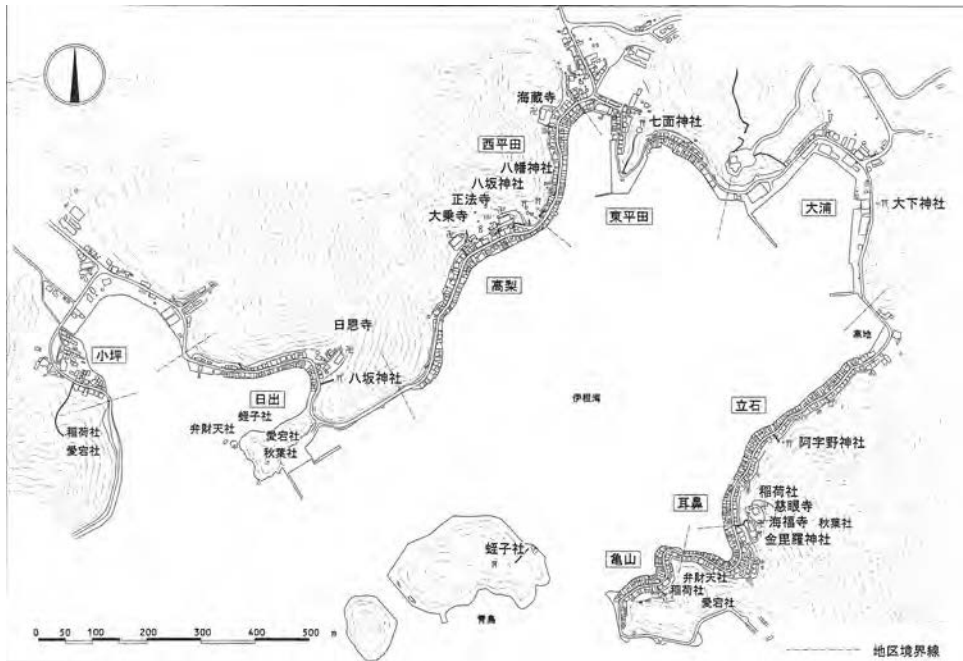 海蔵寺
七面神社
西平田
八幡神社
八坂神社
正法寺
大乗寺
東平田
大浦
大下神社
高梨
日恩寺
小坪
八坂神社
日出
蛭子社
弁財天社
愛宕社
秋葉社
稲荷社
愛宕社
伊根湾
立石
阿字野神社
稲荷社
慈眼寺
耳鼻
海福寺
秋葉社
金毘羅神社
蛭子社
亀山
弁財天社
稲荷社
愛宕社
青島
0 50 100 200 300 400 500 m
地区境界線